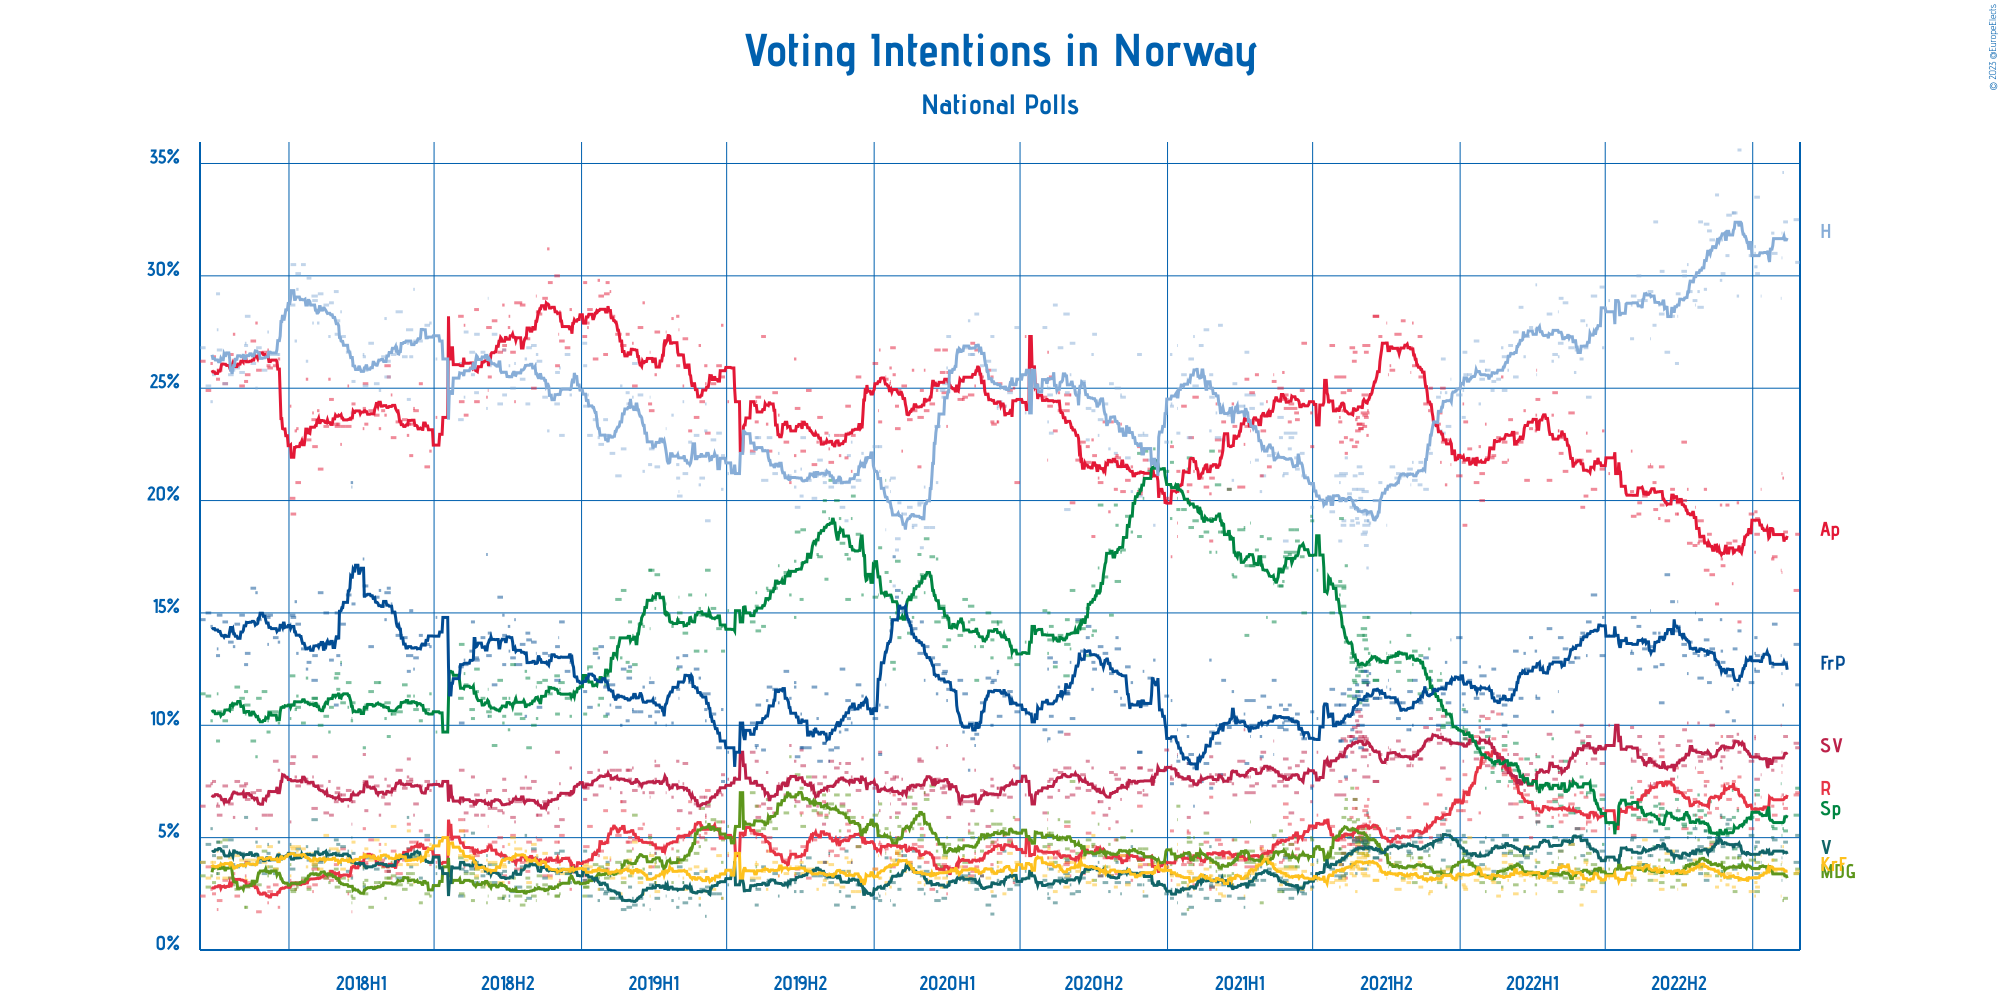 © 2023 @EuropeElects
Voting Intentions in Norway
National Polls
35%
30%
25%
20%
15%
10%
5%
0%
H
Ap
FrP
SV
R
Sp
V
KrF
MDG
2018H1 2018H2 2019H1 2019H2 2020H1 2020H2 2021H1 2021H2 2022H1 2022H2